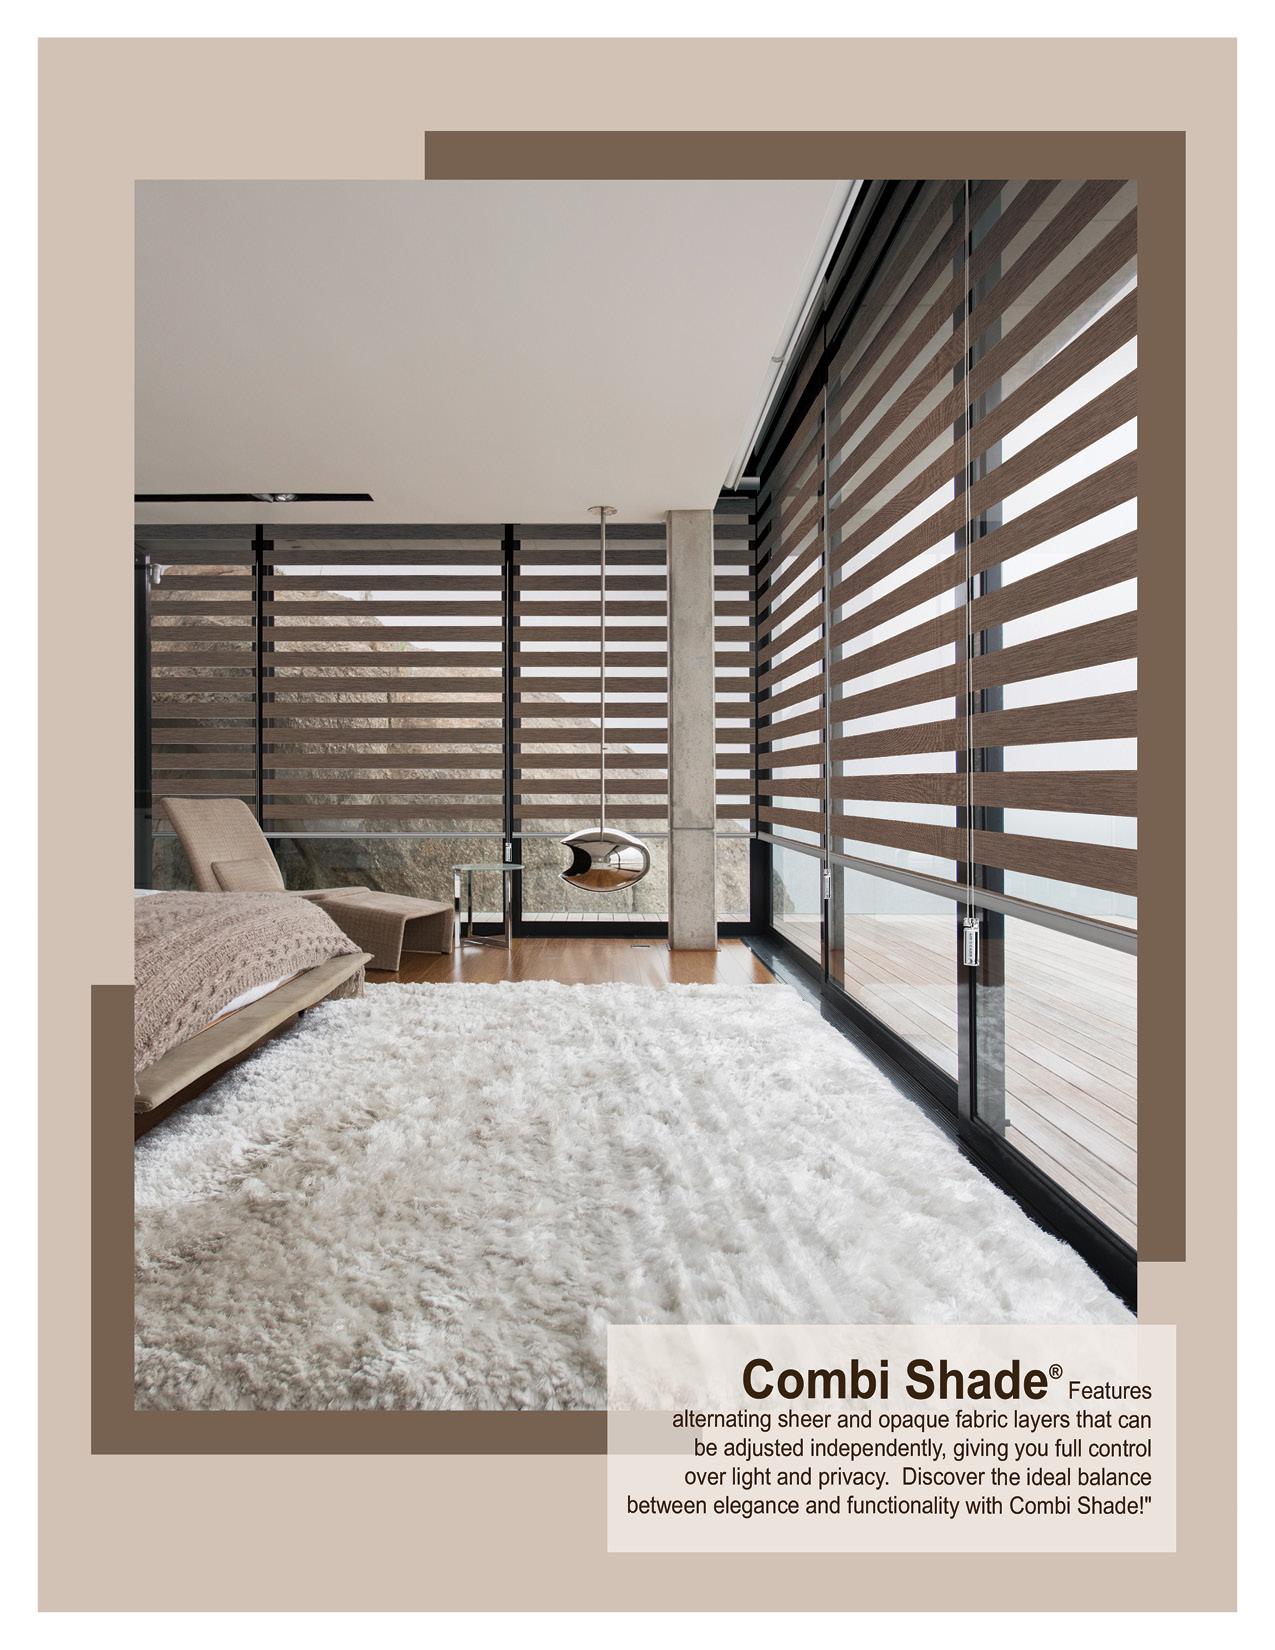 Combi Shade® Features
alternating sheer and opaque fabric layers that can
be adjusted independently, giving you full control
over light and privacy.  Discover the ideal balance
between elegance and functionality with Combi Shade!"